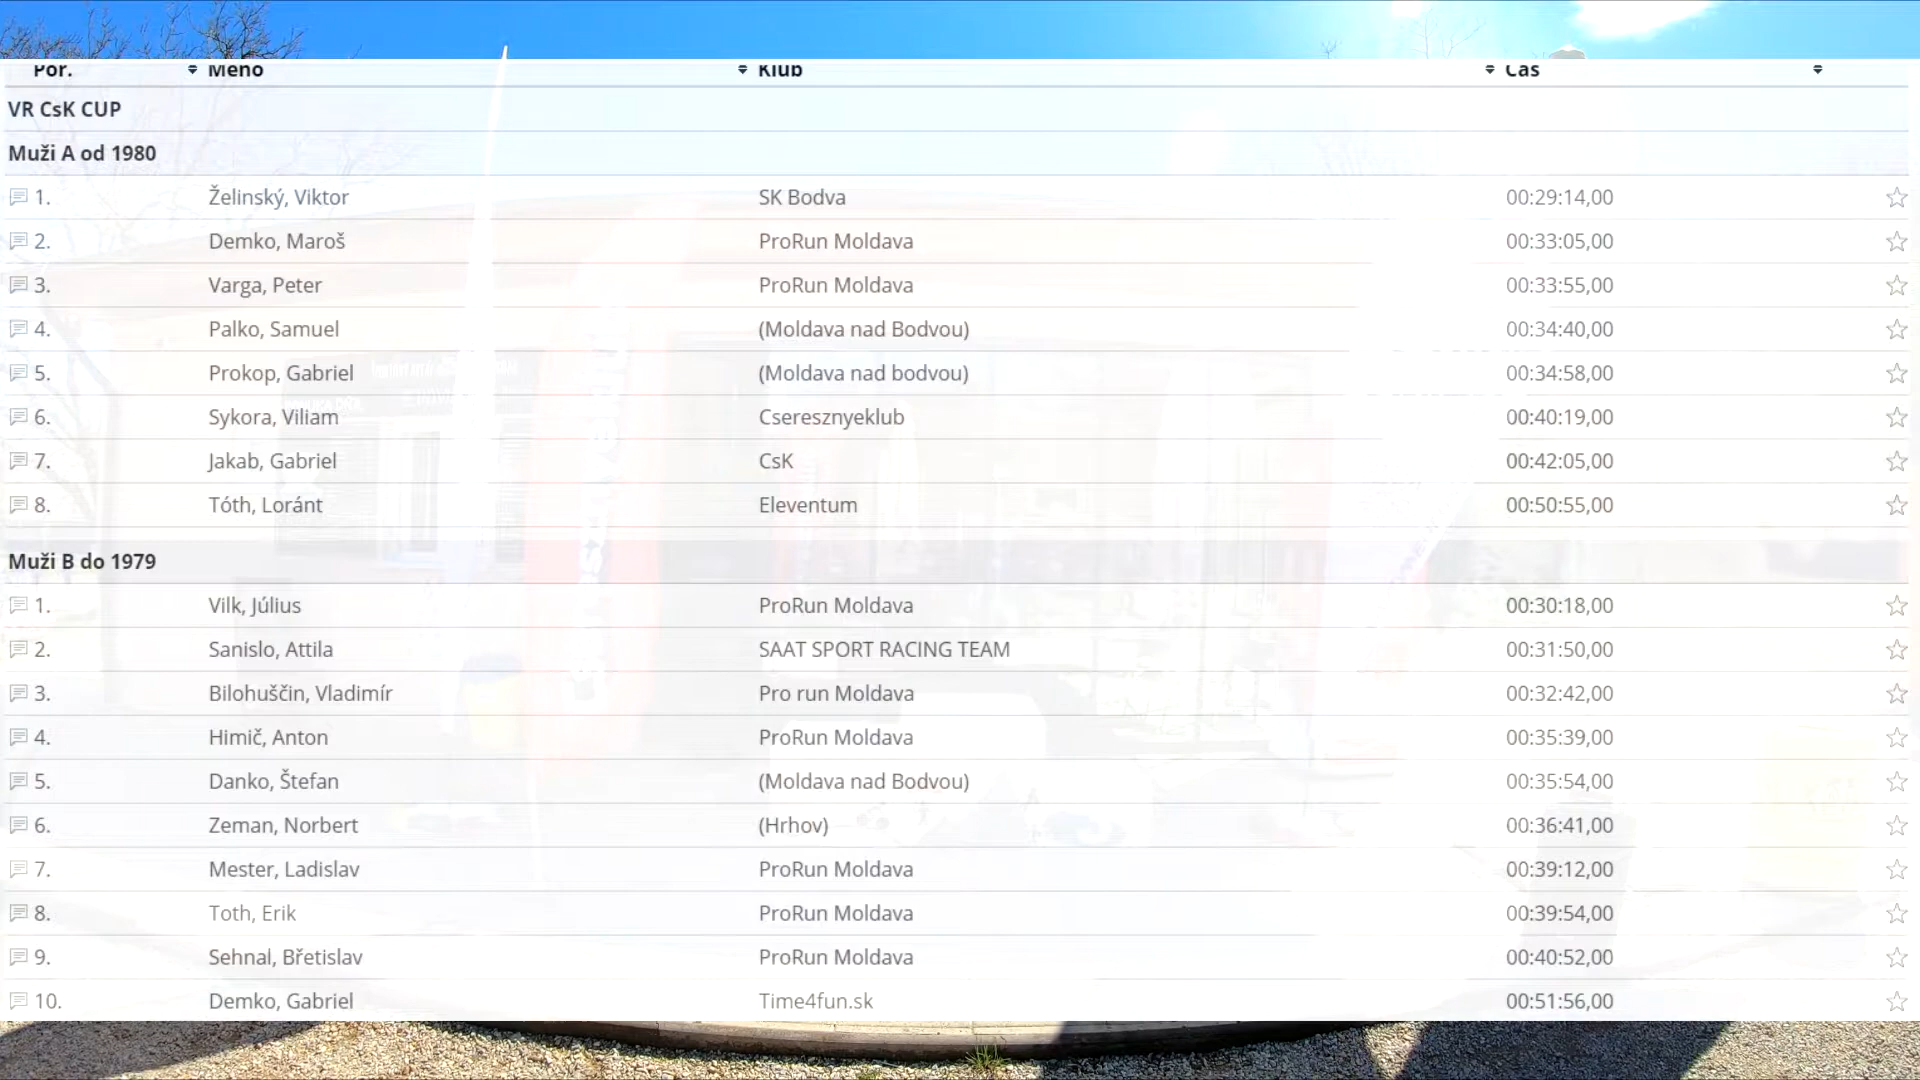 Por. Meno Klub Čas
VR CsK CUP
Muži A od 1980
1. Želinský, Viktor SK Bodva 00:29:14,00
2. Demko, Maroš ProRun Moldava 00:33:05,00
3. Varga, Peter ProRun Moldava 00:33:55,00
4. Palko, Samuel (Moldava nad Bodvou) 00:34:40,00
5. Prokop, Gabriel (Moldava nad bodvou) 00:34:58,00
6. Sykora, Viliam Cseresznyeklub 00:40:19,00
7. Jakab, Gabriel CsK 00:42:05,00
8. Tóth, Loránt Eleventum 00:50:55,00
Muži B do 1979
1. Vilk, Július ProRun Moldava 00:30:18,00
2. Sanislo, Attila SAAT SPORT RACING TEAM 00:31:50,00
3. Bilohuščin, Vladimír Pro run Moldava 00:32:42,00
4. Himič, Anton ProRun Moldava 00:35:39,00
5. Danko, Štefan (Moldava nad Bodvou) 00:35:54,00
6. Zeman, Norbert (Hrhov) 00:36:41,00
7. Mester, Ladislav ProRun Moldava 00:39:12,00
8. Toth, Erik ProRun Moldava 00:39:54,00
9. Sehnal, Břetislav ProRun Moldava 00:40:52,00
10. Demko, Gabriel Time4fun.sk 00:51:56,00